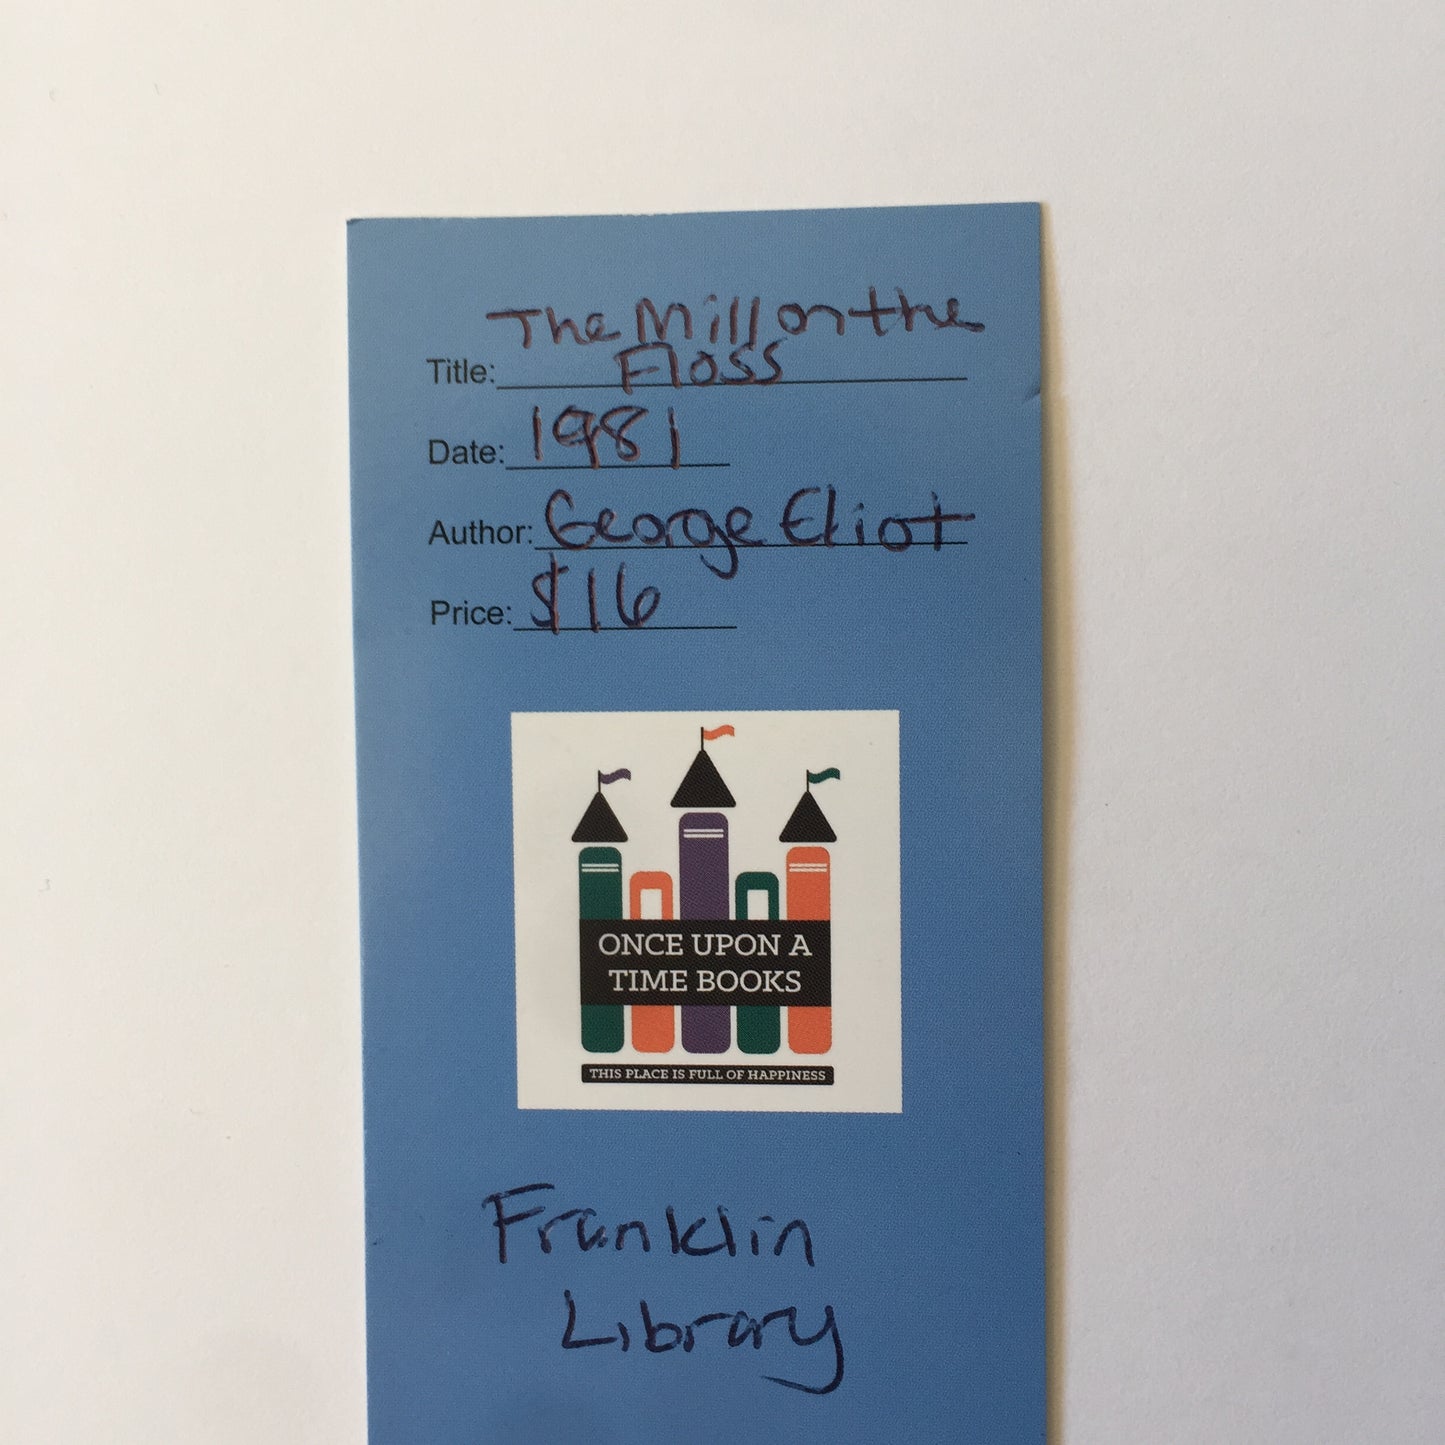 The Mill on the
Title: Floss
Date: 1981
Author: George Eliot
Price: $16
ONCE UPON A
TIME BOOKS
THIS PLACE IS FULL OF HAPPINESS
Franklin
Library